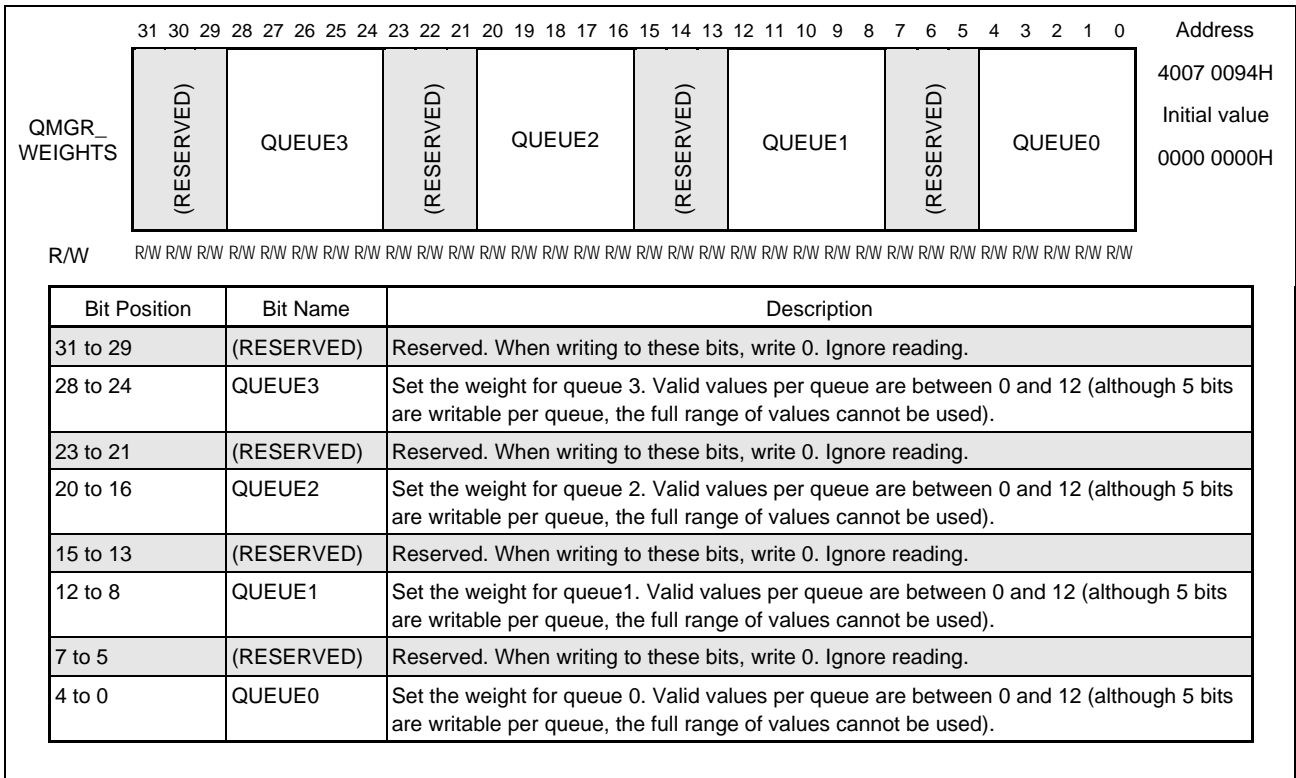 31 30 29 28 27 26 25 24 23 22 21 20 19 18 17 16 15 14 13 12 11 10 9 8 7 6 5 4 3 2 1 0 Address
QMGR_
WEIGHTS
(RESERVED) QUEUE3 (RESERVED) QUEUE2 (RESERVED) QUEUE1 (RESERVED) QUEUE0
4007 0094H
Initial value
0000 0000H
R/W R/W R/W R/W R/W R/W R/W R/W R/W R/W R/W R/W R/W R/W R/W R/W R/W R/W R/W R/W R/W R/W R/W R/W R/W R/W R/W R/W R/W R/W R/W R/W R/W
Bit Position Bit Name Description
31 to 29 (RESERVED) Reserved. When writing to these bits, write 0. Ignore reading.
28 to 24 QUEUE3 Set the weight for queue 3. Valid values per queue are between 0 and 12 (although 5 bits
are writable per queue, the full range of values cannot be used).
23 to 21 (RESERVED) Reserved. When writing to these bits, write 0. Ignore reading.
20 to 16 QUEUE2 Set the weight for queue 2. Valid values per queue are between 0 and 12 (although 5 bits
are writable per queue, the full range of values cannot be used).
15 to 13 (RESERVED) Reserved. When writing to these bits, write 0. Ignore reading.
12 to 8 QUEUE1 Set the weight for queue1. Valid values per queue are between 0 and 12 (although 5 bits
are writable per queue, the full range of values cannot be used).
7 to 5 (RESERVED) Reserved. When writing to these bits, write 0. Ignore reading.
4 to 0 QUEUE0 Set the weight for queue 0. Valid values per queue are between 0 and 12 (although 5 bits
are writable per queue, the full range of values cannot be used).